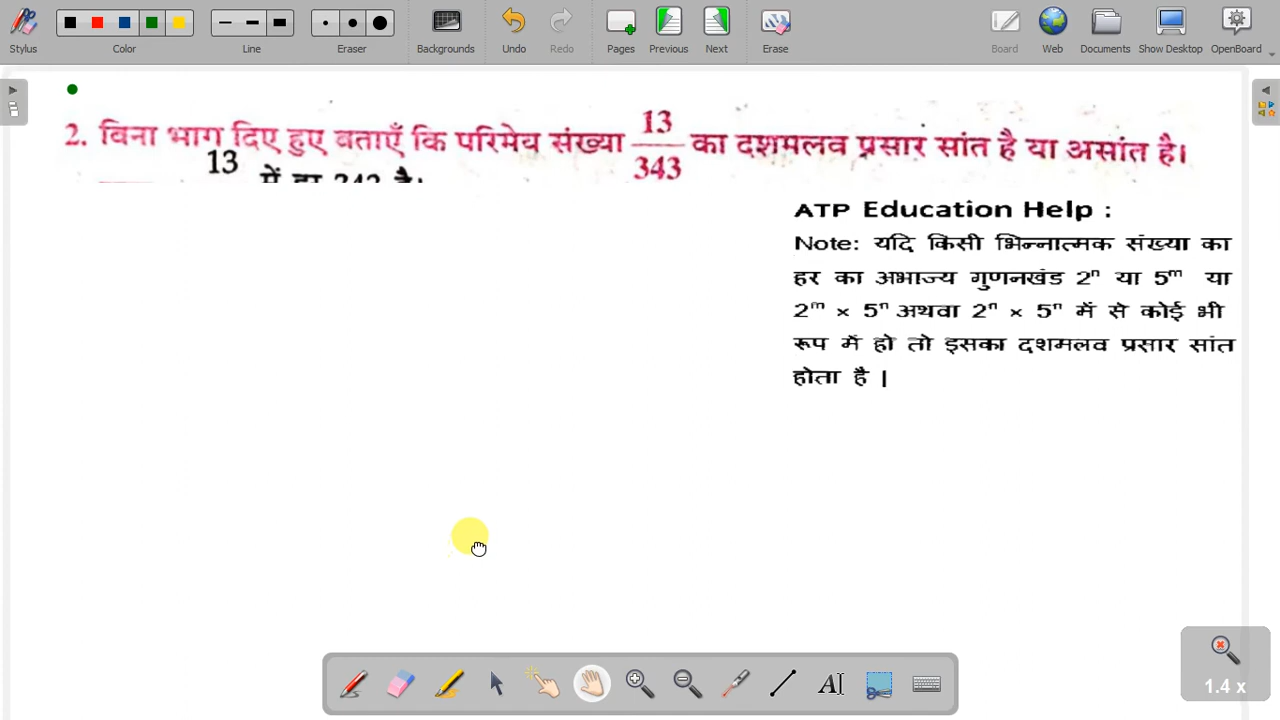 Stylus Color Line Eraser Backgrounds Undo Redo Pages Previous Next Erase Board Web Documents Show Desktop OpenBoard
2. बिना भाग दिए हुए बताएँ कि परिमेय संख्या 13/343 का दशमलव प्रसार सांत है या असांत है।
13
ATP Education Help :
Note: यदि किसी भिन्नात्मक संख्या का
हर का अभाज्य गुणनखंड 2ⁿ या 5ᵐ या
2ᵐ × 5ⁿ अथवा 2ⁿ × 5ⁿ में से कोई भी
रूप में हो तो इसका दशमलव प्रसार सांत
होता है |
1.4 x